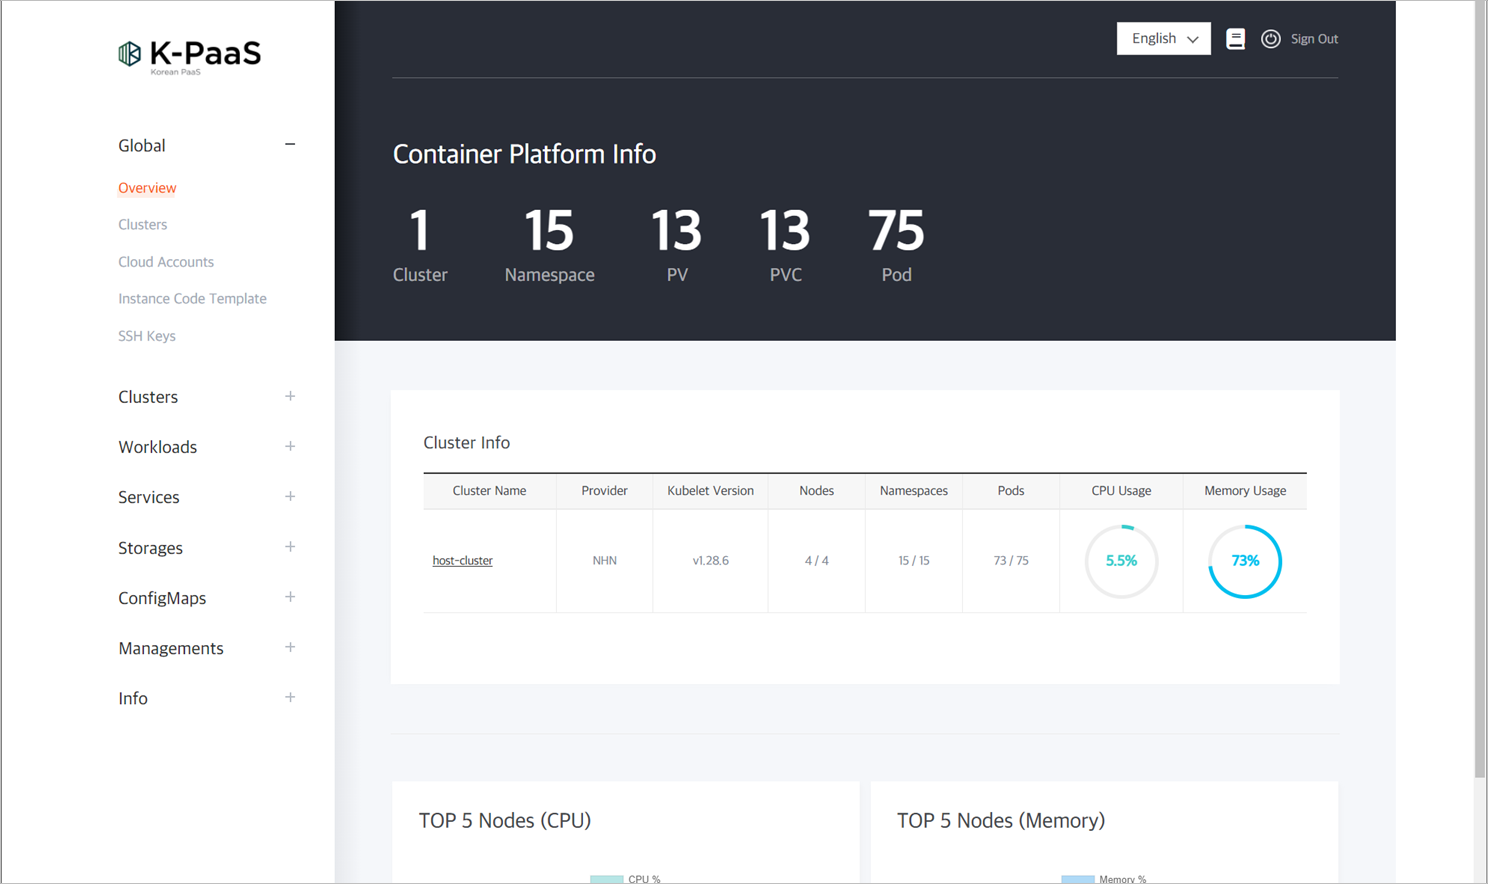 K-PaaS
Korean PaaS
English
Sign Out
Global
Overview
Clusters
Cloud Accounts
Instance Code Template
SSH Keys
Clusters
Workloads
Services
Storages
ConfigMaps
Managements
Info
Container Platform Info
1 15 13 13 75
Cluster Namespace PV PVC Pod
Cluster Info
Cluster Name Provider Kubelet Version Nodes Namespaces Pods CPU Usage Memory Usage
host-cluster NHN v1.28.6 4 / 4 15 / 15 73 / 75 5.5% 73%
TOP 5 Nodes (CPU)
CPU %
TOP 5 Nodes (Memory)
Memory %